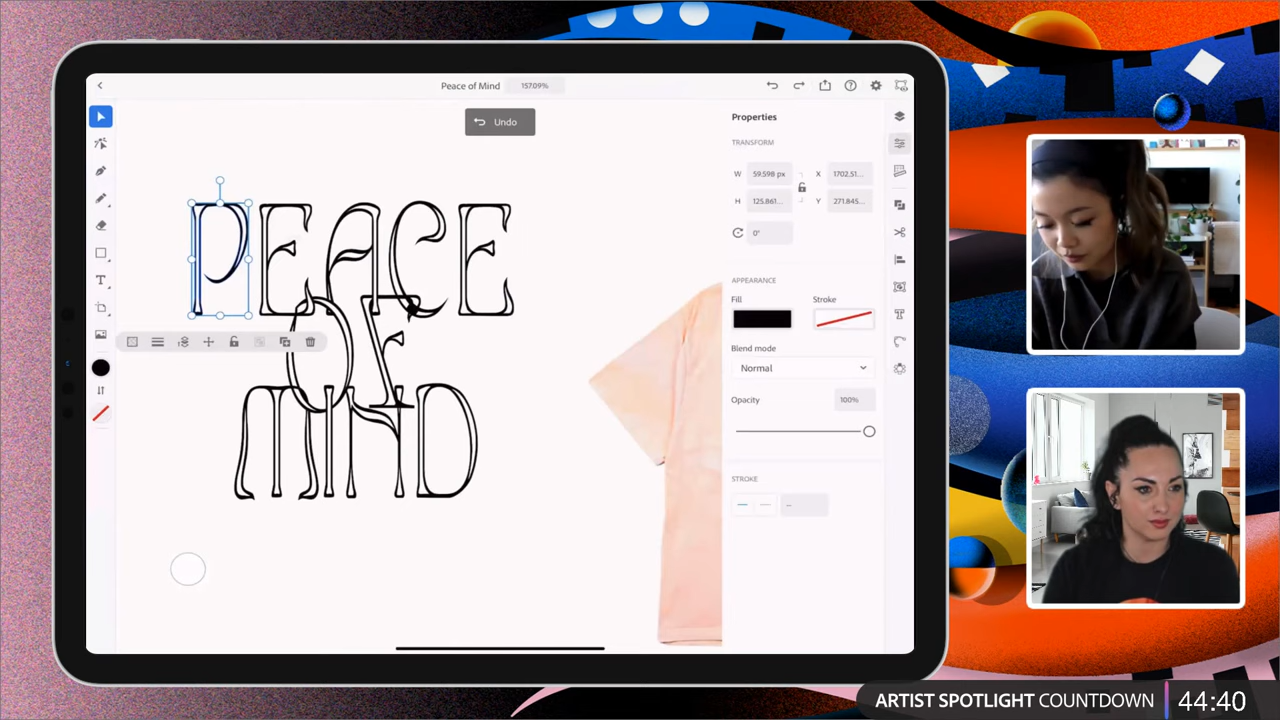 Peace of Mind 157.09%
Undo
Properties
TRANSFORM
W 59.598 px X 1702.51...
H 125.861... Y 271.845...
0°
APPEARANCE
Fill Stroke
Blend mode
Normal
Opacity 100%
STROKE
--
PEACE
OF
MIND
ARTIST SPOTLIGHT COUNTDOWN 44:40